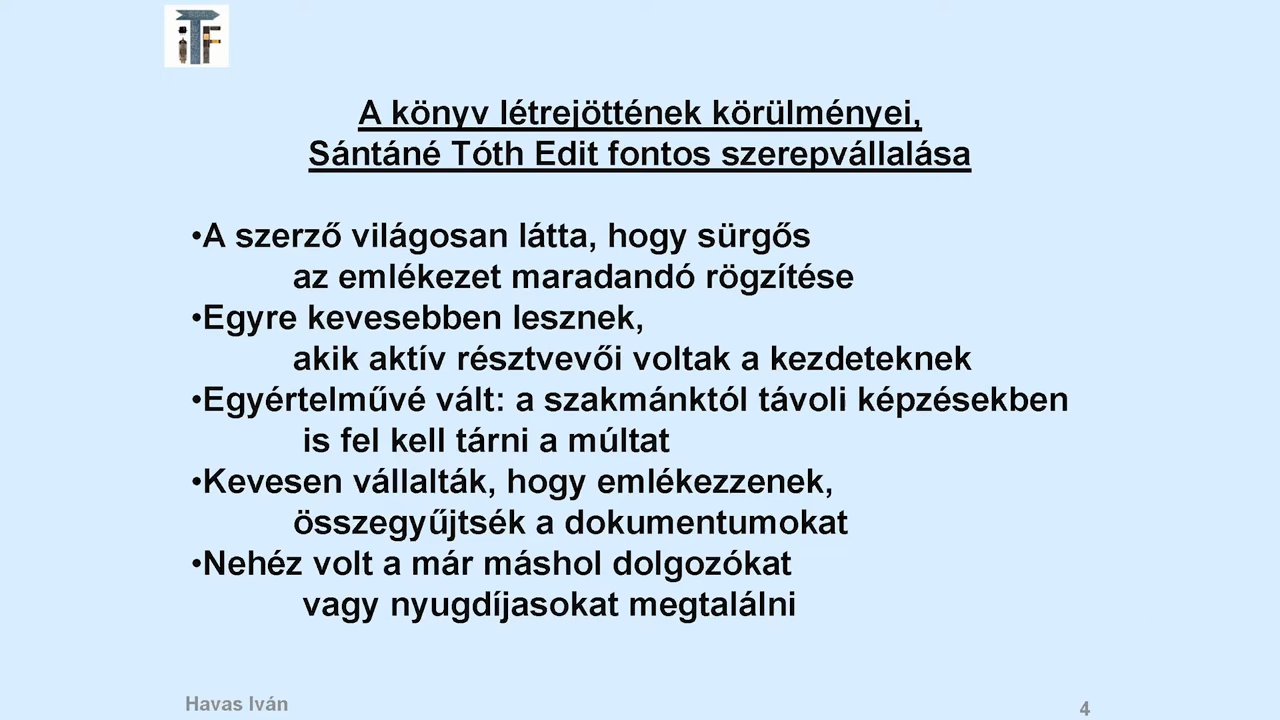 iTF
A könyv létrejöttének körülményei,
Sántáné Tóth Edit fontos szerepvállalása
•A szerző világosan látta, hogy sürgős
az emlékezet maradandó rögzítése
•Egyre kevesebben lesznek,
akik aktív résztvevői voltak a kezdeteknek
•Egyértelművé vált: a szakmánktól távoli képzésekben
is fel kell tárni a múltat
•Kevesen vállalták, hogy emlékezzenek,
összegyűjtsék a dokumentumokat
•Nehéz volt a már máshol dolgozókat
vagy nyugdíjasokat megtalálni
Havas Iván
4